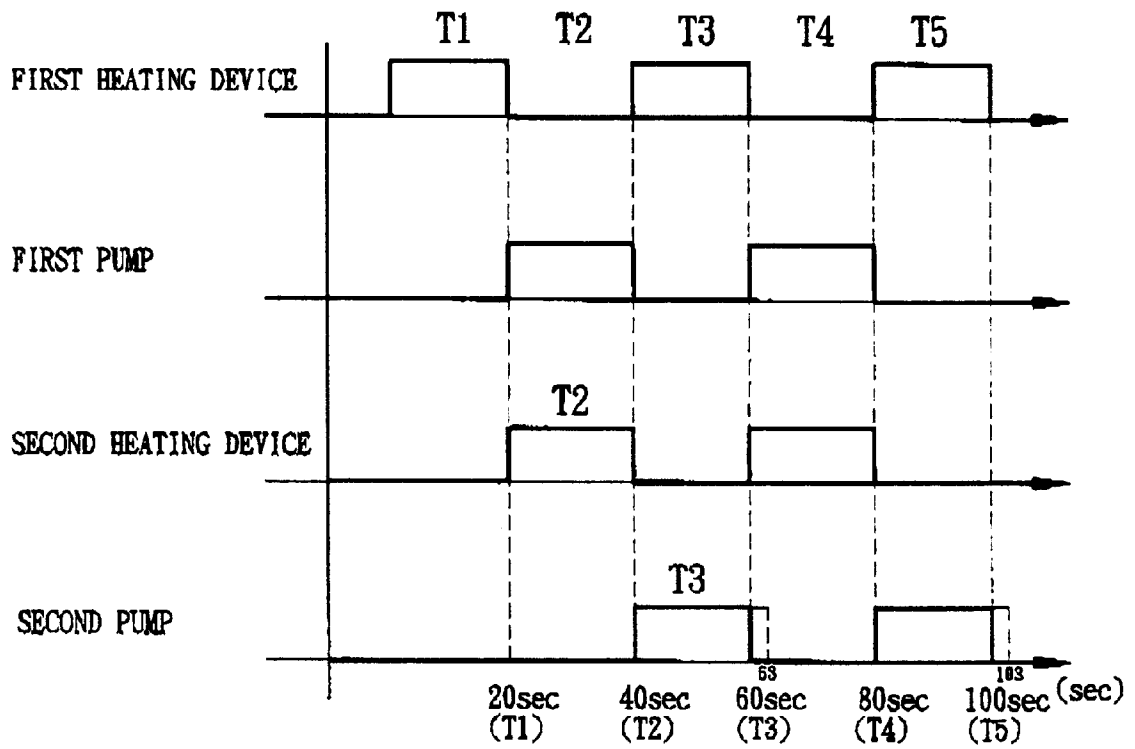 T1 T2 T3 T4 T5
FIRST HEATING DEVICE
FIRST PUMP
T2
SECOND HEATING DEVICE
T3
SECOND PUMP
63 103
20sec 40sec 60sec 80sec 100sec (sec)
(T1) (T2) (T3) (T4) (T5)